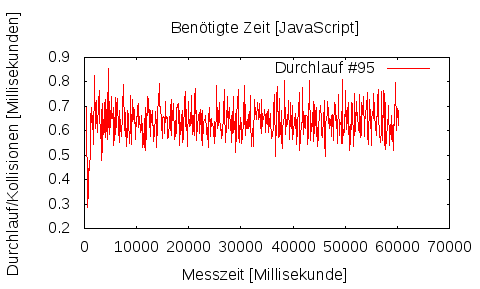 Benötigte Zeit [JavaScript]
Durchlauf/Kollisionen [Millisekunden]
Durchlauf #95
0.9
0.8
0.7
0.6
0.5
0.4
0.3
0.2
0 10000 20000 30000 40000 50000 60000 70000
Messzeit [Millisekunde]